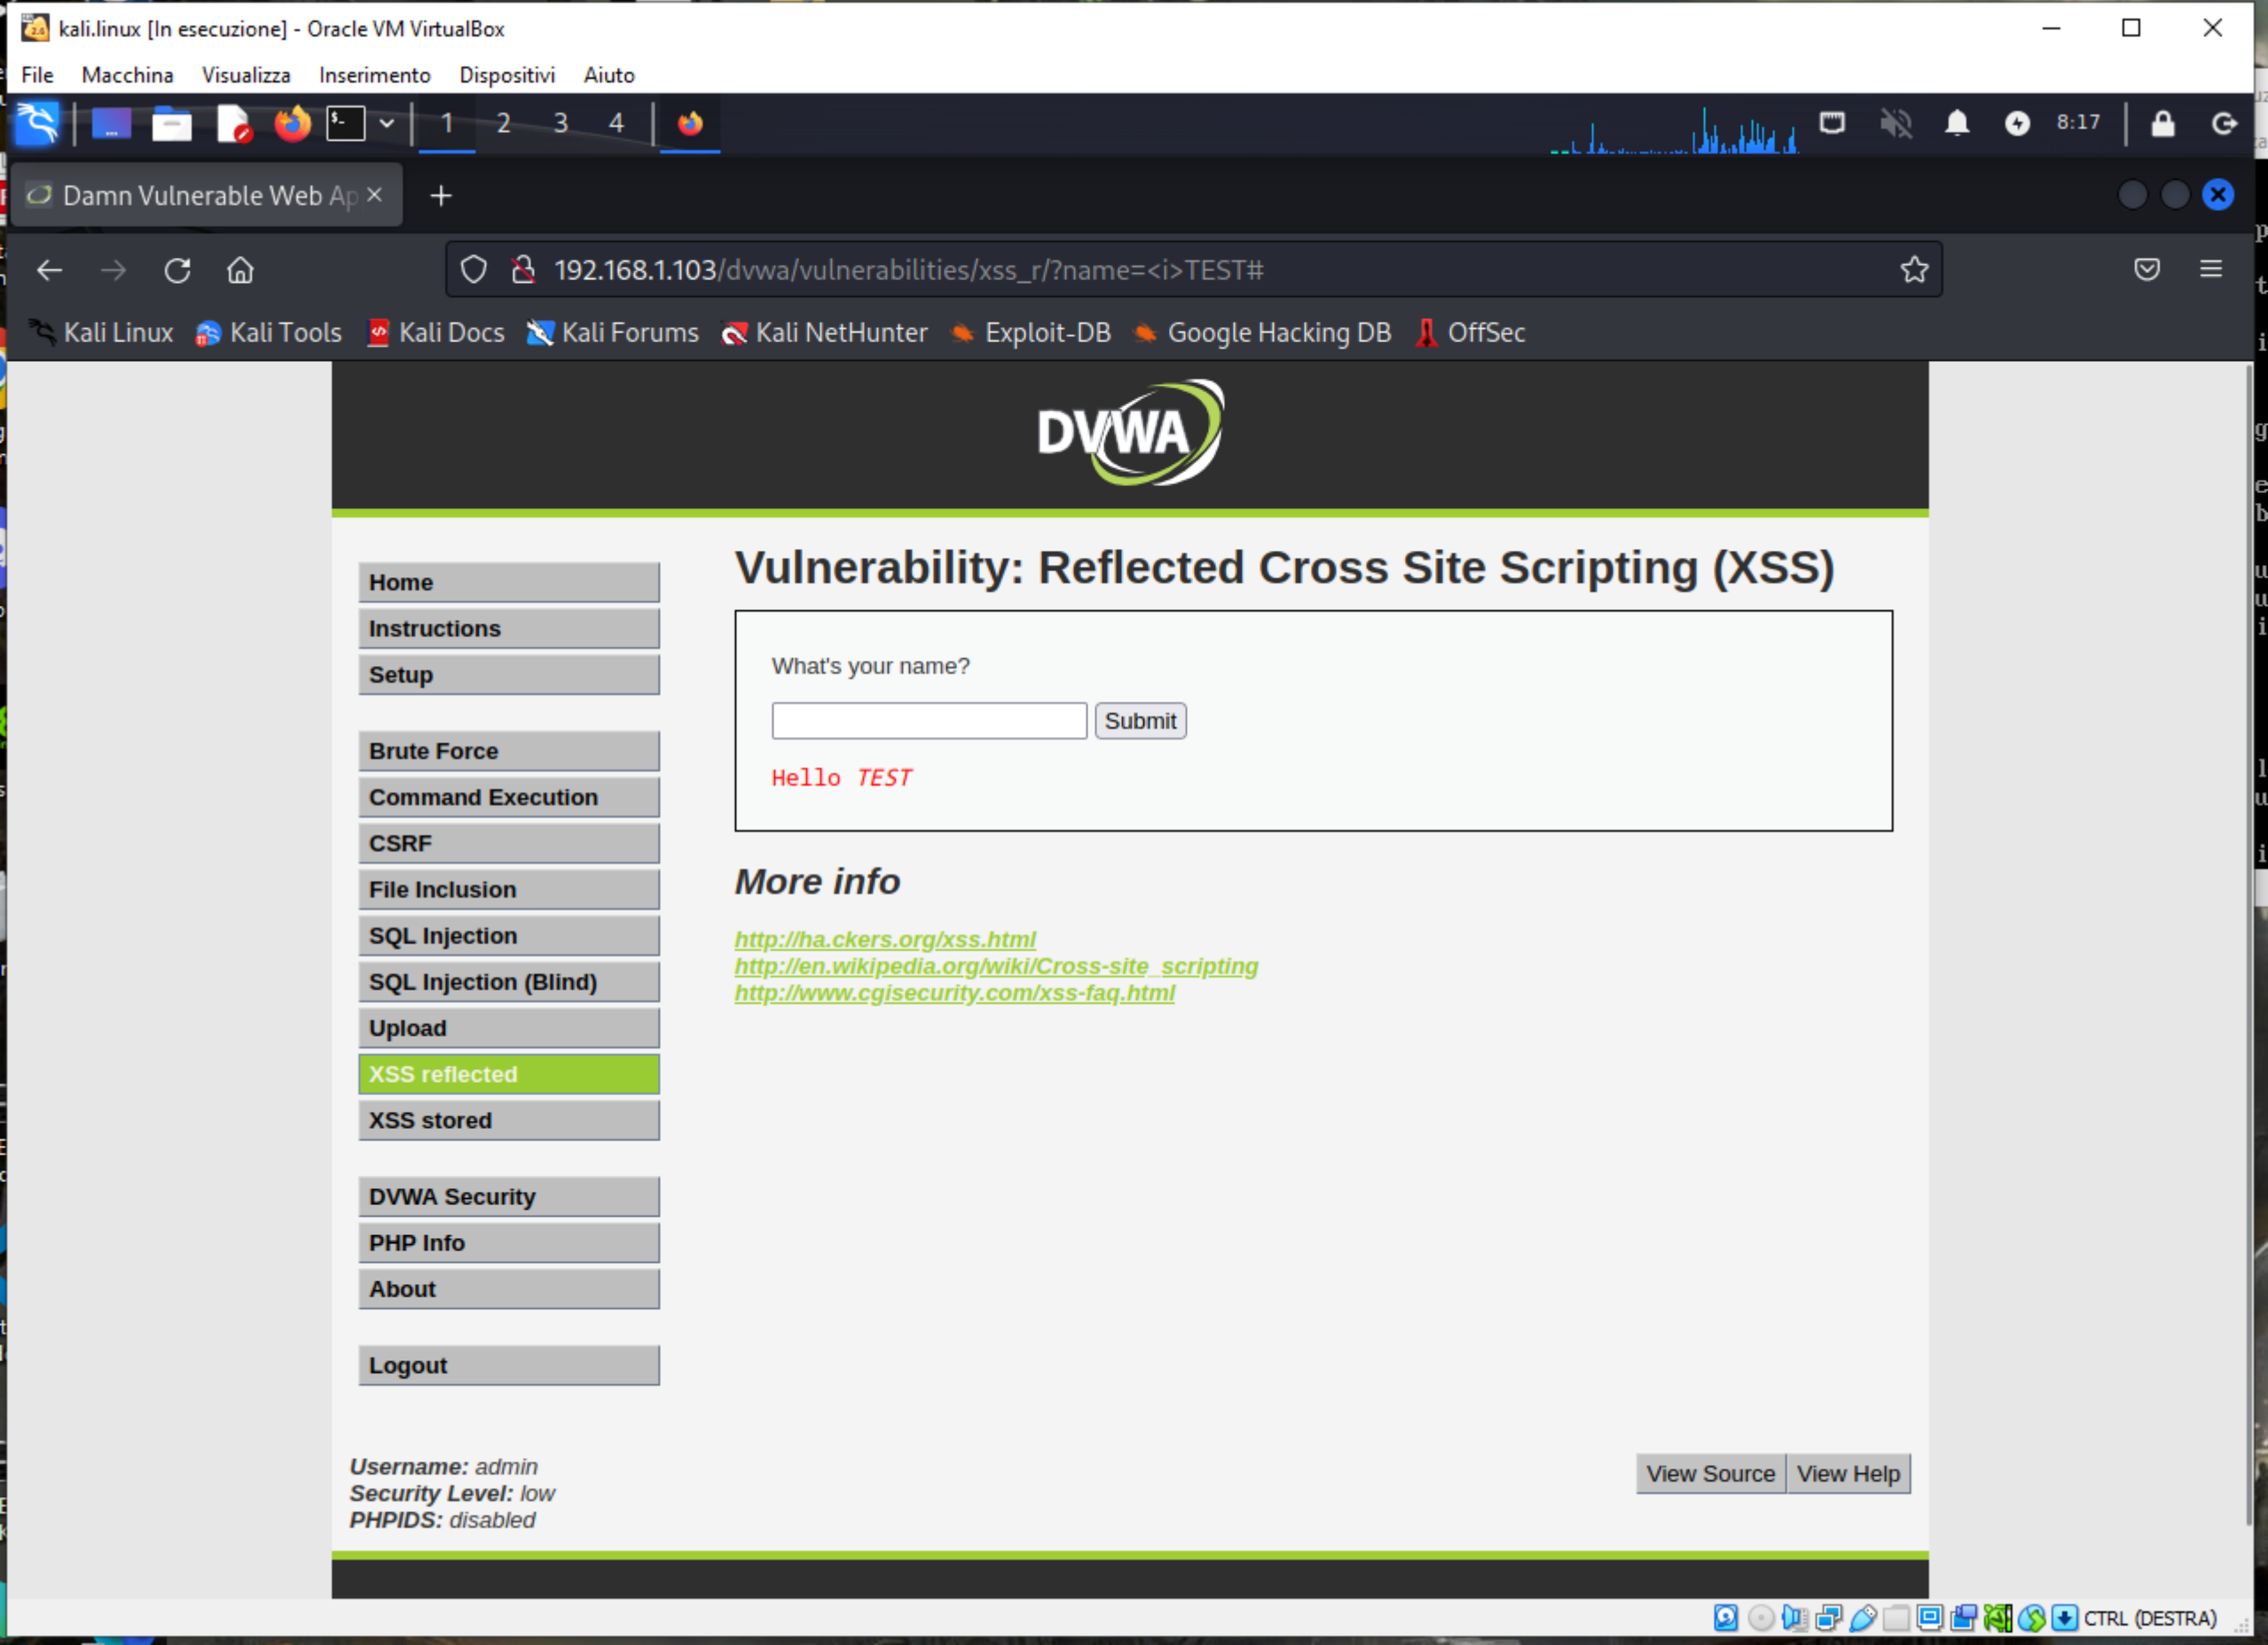 kali.linux [In esecuzione] - Oracle VM VirtualBox
File Macchina Visualizza Inserimento Dispositivi Aiuto
1 2 3 4 8:17
Damn Vulnerable Web Ap
192.168.1.103/dvwa/vulnerabilities/xss_r/?name=<i>TEST#
Kali Linux Kali Tools Kali Docs Kali Forums Kali NetHunter Exploit-DB Google Hacking DB OffSec
DVWA
Vulnerability: Reflected Cross Site Scripting (XSS)
Home
Instructions
Setup
What's your name?
Submit
Brute Force
Hello TEST
Command Execution
CSRF
File Inclusion
More info
SQL Injection
http://ha.ckers.org/xss.html
http://en.wikipedia.org/wiki/Cross-site_scripting
SQL Injection (Blind)
http://www.cgisecurity.com/xss-faq.html
Upload
XSS reflected
XSS stored
DVWA Security
PHP Info
About
Logout
Username: admin
Security Level: low
PHPIDS: disabled
View Source View Help
CTRL (DESTRA)